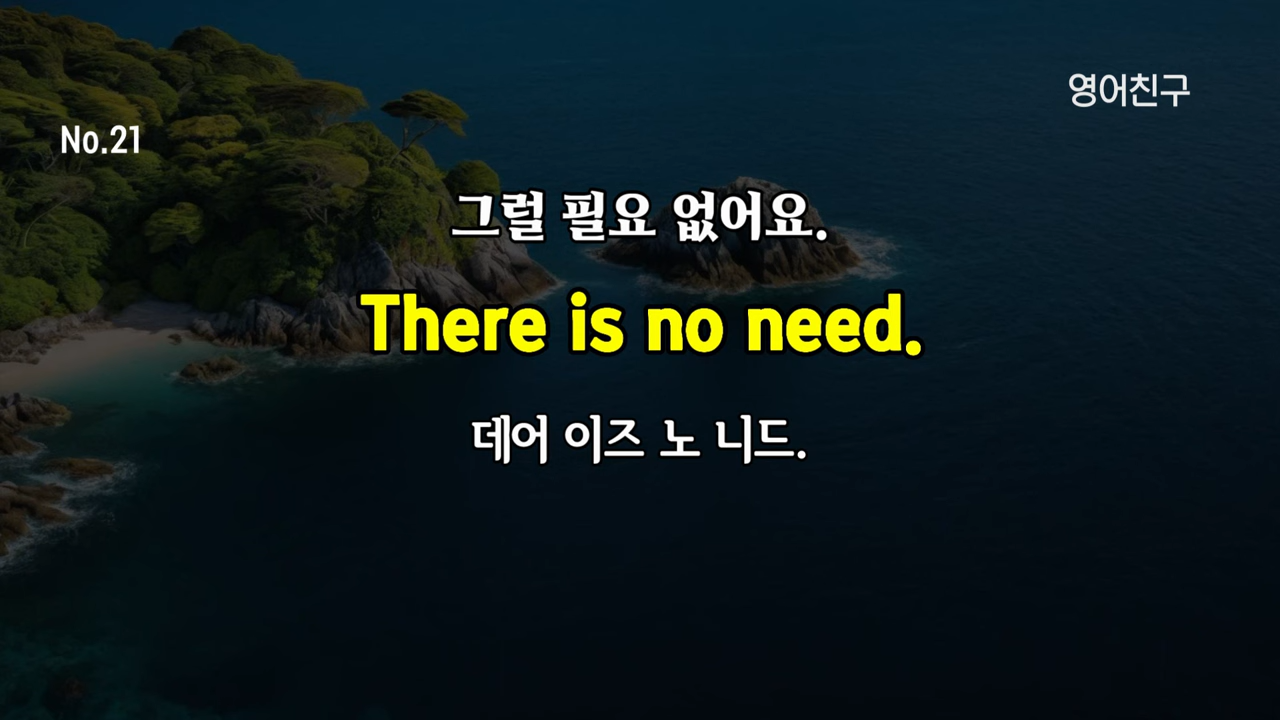 영어친구
No.21
그럴 필요 없어요.
There is no need.
데어 이즈 노 니드.